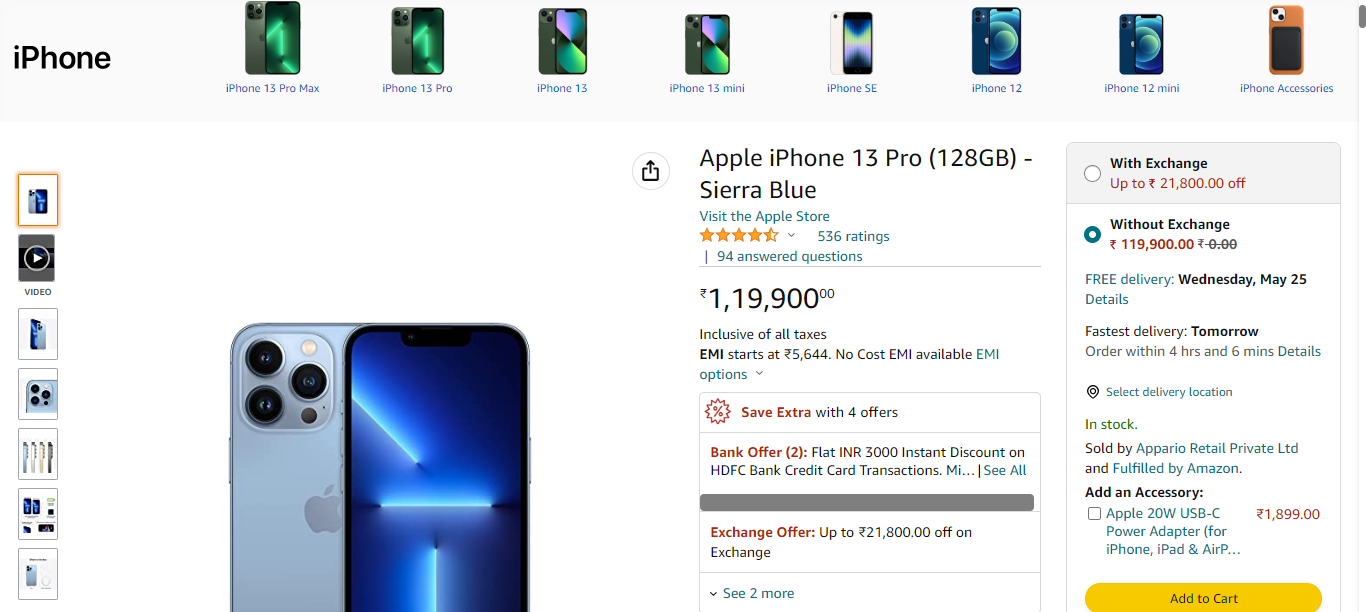 iPhone
iPhone 13 Pro Max
iPhone 13 Pro
iPhone 13
iPhone 13 mini
iPhone SE
iPhone 12
iPhone 12 mini
iPhone Accessories
VIDEO
Apple iPhone 13 Pro (128GB) -
Sierra Blue
Visit the Apple Store
536 ratings
| 94 answered questions
₹1,19,90000
Inclusive of all taxes
EMI starts at ₹5,644. No Cost EMI available EMI
options
Save Extra with 4 offers
Bank Offer (2): Flat INR 3000 Instant Discount on
HDFC Bank Credit Card Transactions. Mi... | See All
Exchange Offer: Up to ₹21,800.00 off on
Exchange
See 2 more
With Exchange
Up to ₹ 21,800.00 off
Without Exchange
₹ 119,900.00 ₹ 0.00
FREE delivery: Wednesday, May 25
Details
Fastest delivery: Tomorrow
Order within 4 hrs and 6 mins Details
Select delivery location
In stock.
Sold by Appario Retail Private Ltd
and Fulfilled by Amazon.
Add an Accessory:
Apple 20W USB-C ₹1,899.00
Power Adapter (for
iPhone, iPad & AirP...
Add to Cart